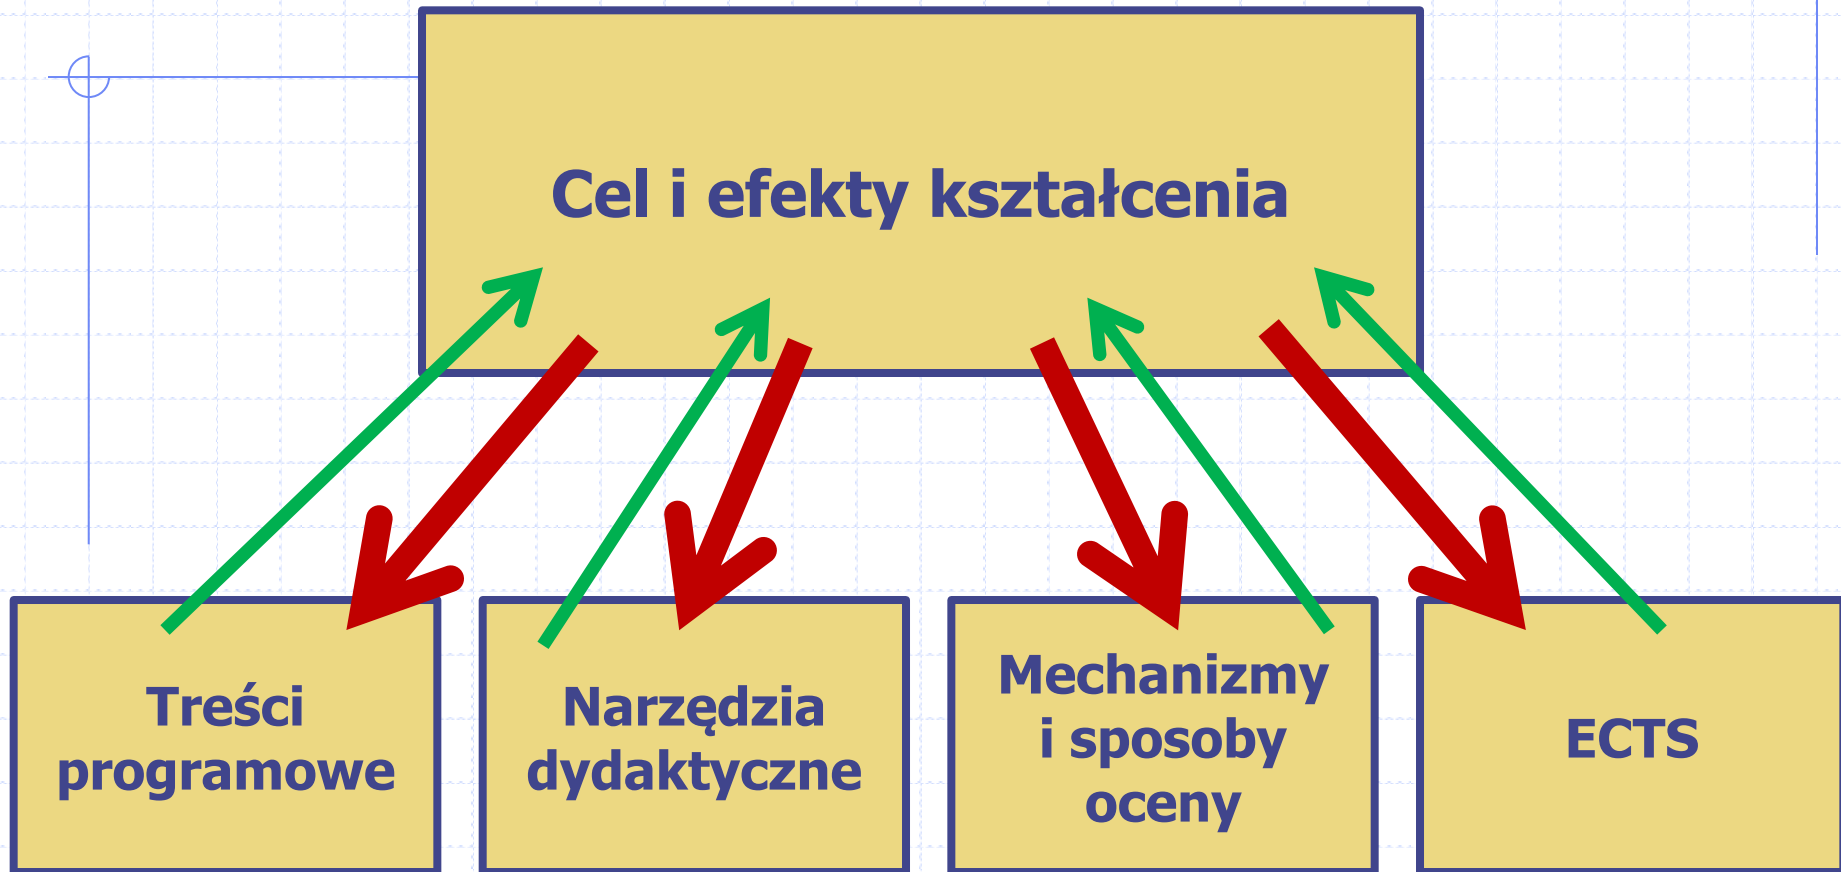 Cel i efekty kształcenia
Treści
programowe
Narzędzia
dydaktyczne
Mechanizmy
i sposoby
oceny
ECTS